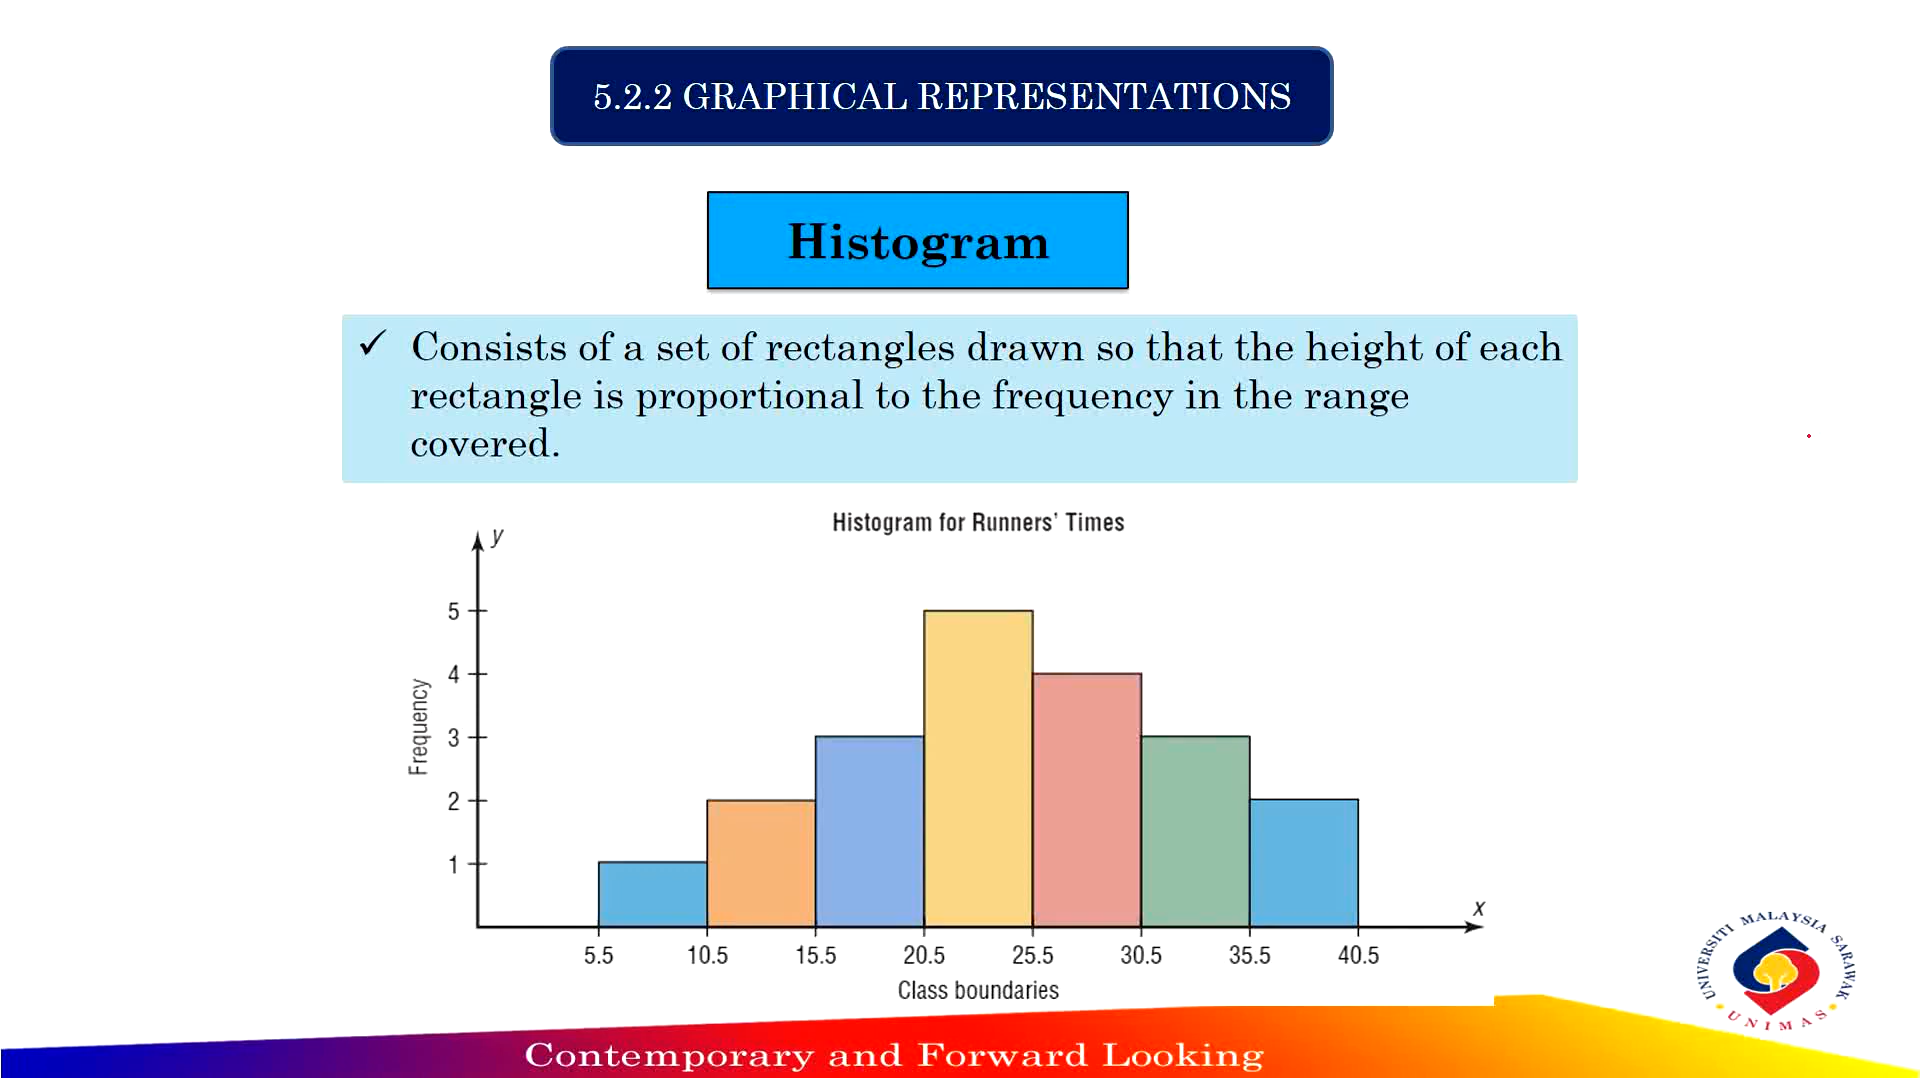 5.2.2 GRAPHICAL REPRESENTATIONS
Histogram
✓ Consists of a set of rectangles drawn so that the height of each
rectangle is proportional to the frequency in the range
covered.
Histogram for Runners' Times
y
5
4
3
2
1
Frequency
x
5.5 10.5 15.5 20.5 25.5 30.5 35.5 40.5
Class boundaries
UNIVERSITI MALAYSIA SARAWAK
UNIMAS
Contemporary and Forward Looking